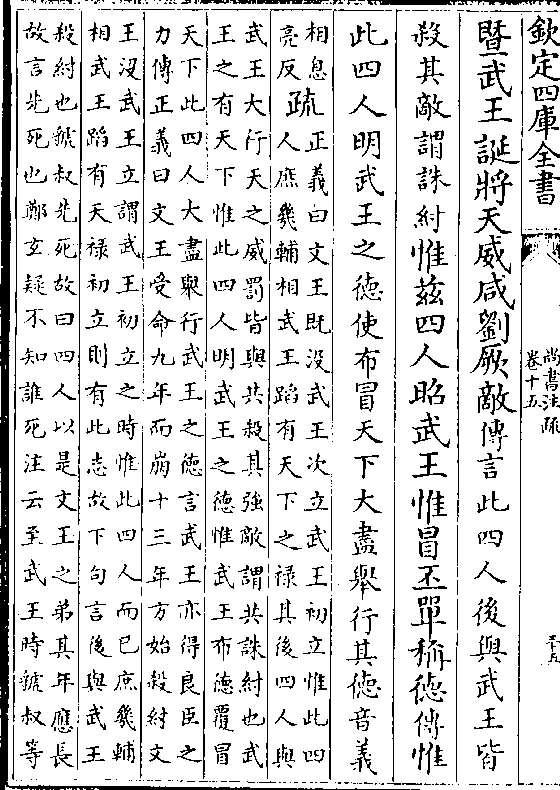 欽定四庫全書
尚書注疏
卷十五
暨武王誕將天威咸劉厥敵傳言此四人後與武王皆
殺其敵謂誅紂惟茲四人昭武王惟冒丕單稱德傳惟
此四人明武王之德使布冒天下大盡舉行其德音義
相息
亮反
疏
正義曰文王既沒武王次立武王初立惟此四
人庶幾輔相武王蹈有天下之祿其後四人與
武王大行天之威罰皆與共殺其強敵謂共誅紂也武
王之有天下惟此四人明武王之德惟武王布德覆冒
天下此四人大盡舉行武王之德言武王亦得良臣之
力傳正義曰文王受命九年而崩十三年方始殺紂文
王沒武王立謂武王初立之時惟此四人而已庶幾輔
相武王蹈有天祿初立則有此志故下句言後與武王
殺紂也虢叔先死故曰四人以是文王之弟其年應長
故言先死也鄭玄疑不知誰死注云至武王時虢叔等